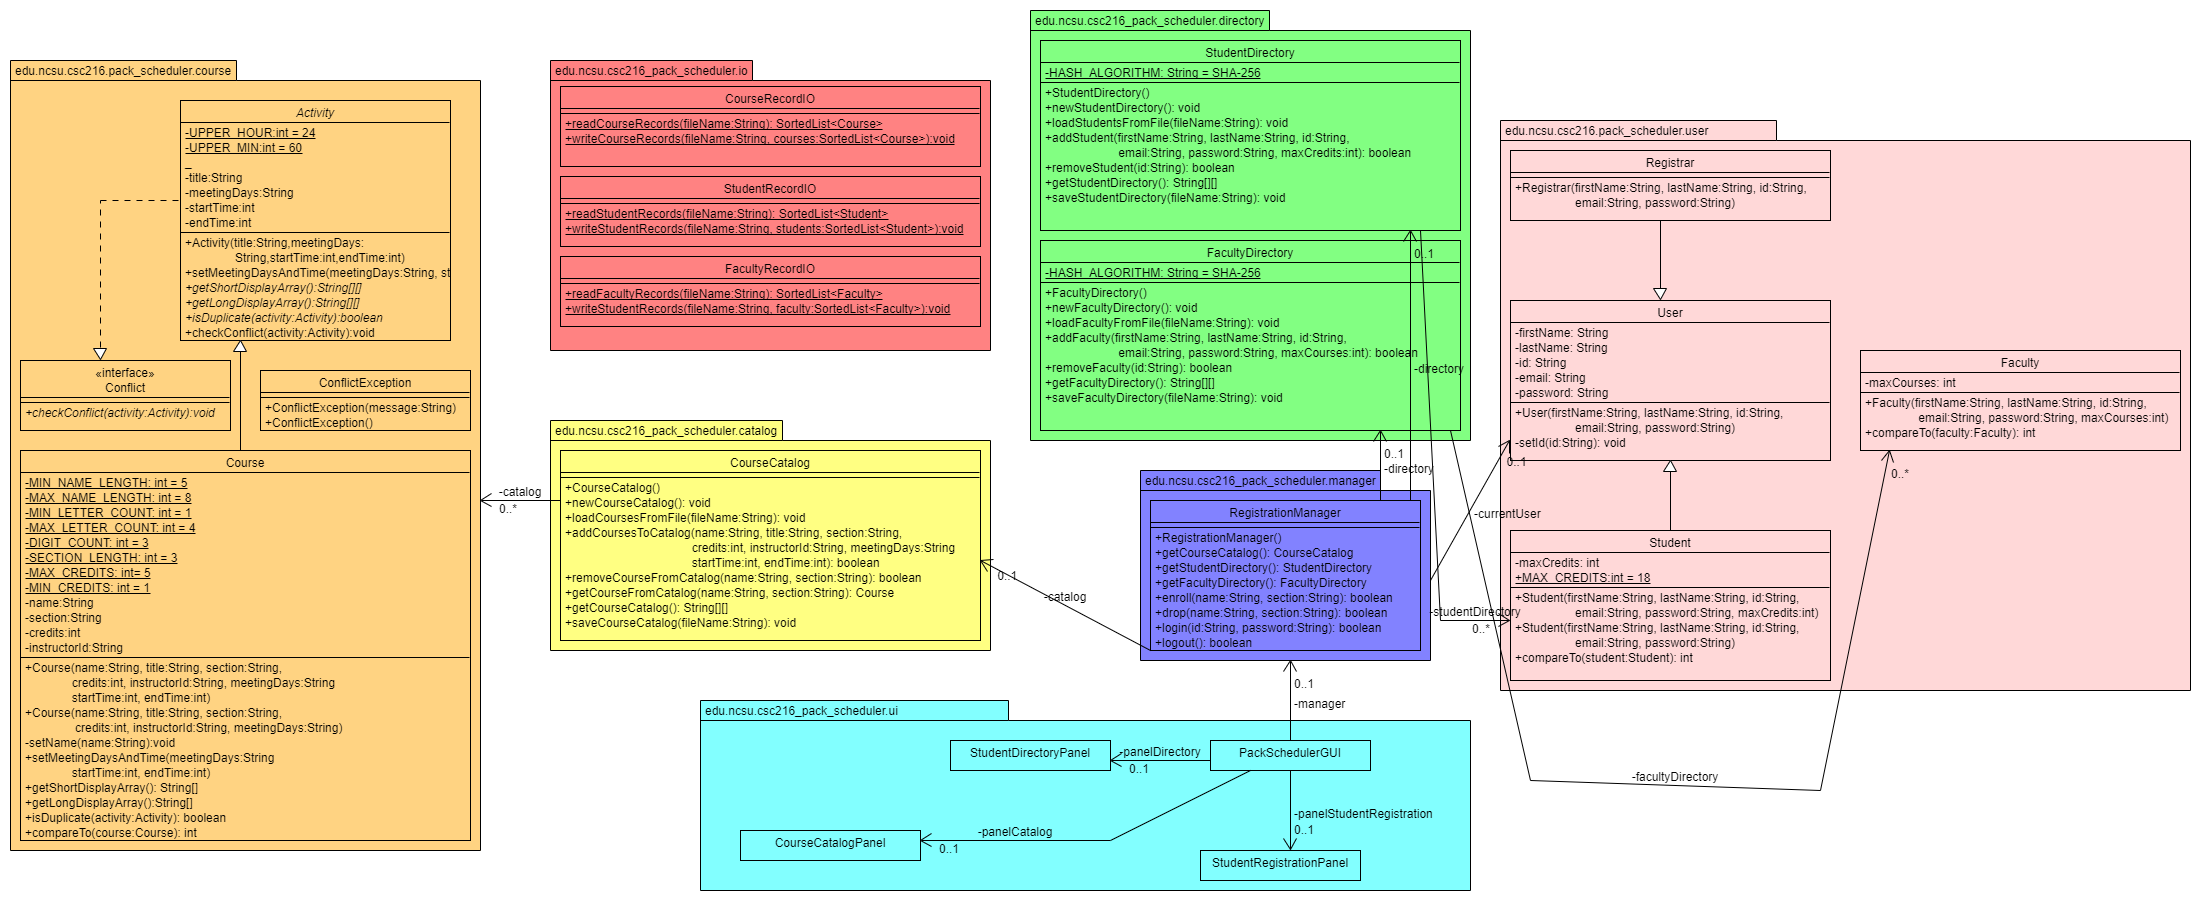 edu.ncsu.csc216.pack_scheduler.course
Activity
-UPPER_HOUR:int = 24
-UPPER_MIN:int = 60
_
-title:String
-meetingDays:String
-startTime:int
-endTime:int
+Activity(title:String,meetingDays:
String,startTime:int,endTime:int)
+setMeetingDaysAndTime(meetingDays:String, st
+getShortDisplayArray():String[][]
+getLongDisplayArray():String[][]
+isDuplicate(activity:Activity):boolean
+checkConflict(activity:Activity):void
«interface»
Conflict
+checkConflict(activity:Activity):void
ConflictException
+ConflictException(message:String)
+ConflictException()
Course
-MIN_NAME_LENGTH: int = 5
-MAX_NAME_LENGTH: int = 8
-MIN_LETTER_COUNT: int = 1
-MAX_LETTER_COUNT: int = 4
-DIGIT_COUNT: int = 3
-SECTION_LENGTH: int = 3
-MAX_CREDITS: int= 5
-MIN_CREDITS: int = 1
-name:String
-section:String
-credits:int
-instructorId:String
+Course(name:String, title:String, section:String,
credits:int, instructorId:String, meetingDays:String
startTime:int, endTime:int)
+Course(name:String, title:String, section:String,
credits:int, instructorId:String, meetingDays:String)
-setName(name:String):void
+setMeetingDaysAndTime(meetingDays:String
startTime:int, endTime:int)
+getShortDisplayArray(): String[]
+getLongDisplayArray():String[]
+isDuplicate(activity:Activity): boolean
+compareTo(course:Course): int
edu.ncsu.csc216_pack_scheduler.io
CourseRecordIO
+readCourseRecords(fileName:String): SortedList<Course>
+writeCourseRecords(fileName:String, courses:SortedList<Course>):void
StudentRecordIO
+readStudentRecords(fileName:String): SortedList<Student>
+writeStudentRecords(fileName:String, students:SortedList<Student>):void
FacultyRecordIO
+readFacultyRecords(fileName:String): SortedList<Faculty>
+writeStudentRecords(fileName:String, faculty:SortedList<Faculty>):void
edu.ncsu.csc216_pack_scheduler.catalog
CourseCatalog
+CourseCatalog()
+newCourseCatalog(): void
+loadCoursesFromFile(fileName:String): void
+addCoursesToCatalog(name:String, title:String, section:String,
credits:int, instructorId:String, meetingDays:String
startTime:int, endTime:int): boolean
+removeCourseFromCatalog(name:String, section:String): boolean
+getCourseFromCatalog(name:String, section:String): Course
+getCourseCatalog(): String[][]
+saveCourseCatalog(fileName:String): void
-catalog
0..*
edu.ncsu.csc216_pack_scheduler.directory
StudentDirectory
-HASH_ALGORITHM: String = SHA-256
+StudentDirectory()
+newStudentDirectory(): void
+loadStudentsFromFile(fileName:String): void
+addStudent(firstName:String, lastName:String, id:String,
email:String, password:String, maxCredits:int): boolean
+removeStudent(id:String): boolean
+getStudentDirectory(): String[][]
+saveStudentDirectory(fileName:String): void
FacultyDirectory
-HASH_ALGORITHM: String = SHA-256
+FacultyDirectory()
+newFacultyDirectory(): void
+loadFacultyFromFile(fileName:String): void
+addFaculty(firstName:String, lastName:String, id:String,
email:String, password:String, maxCourses:int): boolean
+removeFaculty(id:String): boolean
+getFacultyDirectory(): String[][]
+saveFacultyDirectory(fileName:String): void
0..1
-directory
0..1
-directory
edu.ncsu.csc216_pack_scheduler.manager
RegistrationManager
+RegistrationManager()
+getCourseCatalog(): CourseCatalog
+getStudentDirectory(): StudentDirectory
+getFacultyDirectory(): FacultyDirectory
+enroll(name:String, section:String): boolean
+drop(name:String, section:String): boolean
+login(id:String, password:String): boolean
+logout(): boolean
0..1
-catalog
0..1
-currentUser
-studentDirectory
0..*
0..1
-manager
edu.ncsu.csc216.pack_scheduler.user
Registrar
+Registrar(firstName:String, lastName:String, id:String,
email:String, password:String)
User
-firstName: String
-lastName: String
-id: String
-email: String
-password: String
+User(firstName:String, lastName:String, id:String,
email:String, password:String)
-setId(id:String): void
Faculty
-maxCourses: int
+Faculty(firstName:String, lastName:String, id:String,
email:String, password:String, maxCourses:int)
+compareTo(faculty:Faculty): int
0..*
Student
-maxCredits: int
+MAX_CREDITS:int = 18
+Student(firstName:String, lastName:String, id:String,
email:String, password:String, maxCredits:int)
+Student(firstName:String, lastName:String, id:String,
email:String, password:String)
+compareTo(student:Student): int
-facultyDirectory
edu.ncsu.csc216_pack_scheduler.ui
StudentDirectoryPanel
-panelDirectory
0..1
PackSchedulerGUI
-panelCatalog
0..1
CourseCatalogPanel
-panelStudentRegistration
0..1
StudentRegistrationPanel